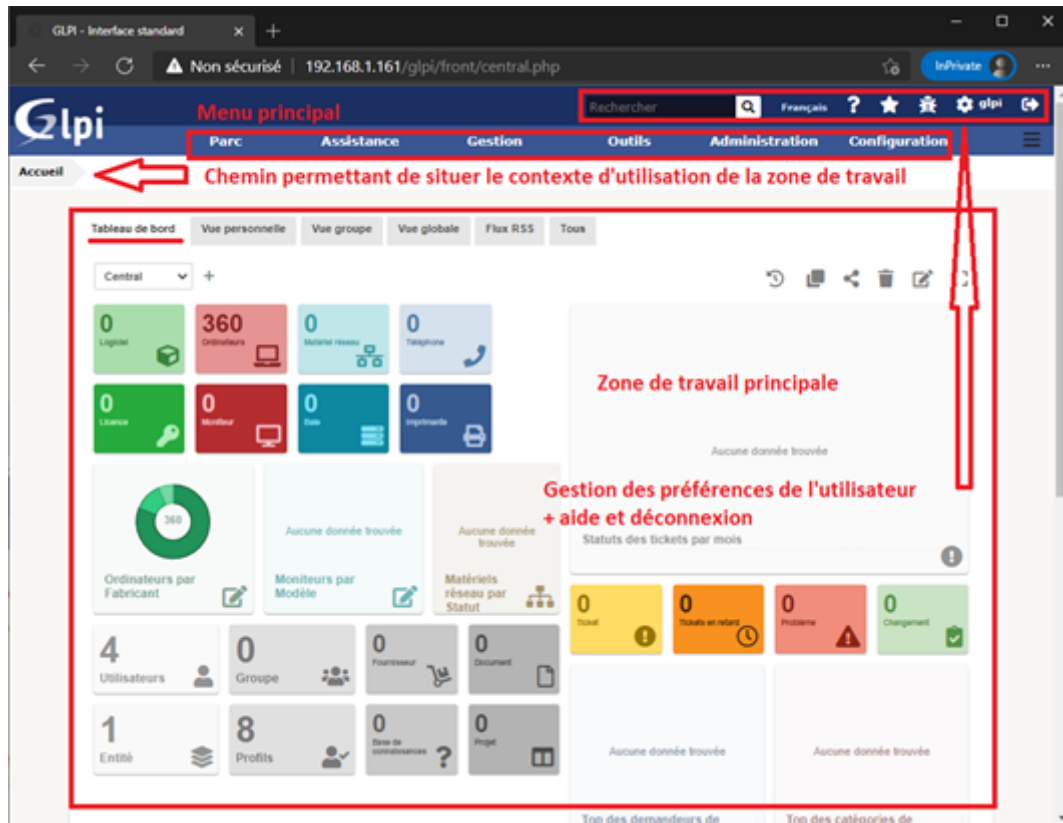 GLPI - Interface standard
Non sécurisé | 192.168.1.161/glpi/front/central.php
InPrivate
Glpi
Menu principal
Rechercher
Français
glpi
Parc Assistance Gestion Outils Administration Configuration
Accueil
Chemin permettant de situer le contexte d'utilisation de la zone de travail
Tableau de bord Vue personnelle Vue groupe Vue globale Flux RSS Tous
Central
0 360 0 0
Logiciel Ordinateurs Matériel réseau Téléphone
Zone de travail principale
0 0 0 0
Licence Moniteur Baie Imprimante
Aucune donnée trouvée
Gestion des préférences de l'utilisateur
+ aide et déconnexion
Statuts des tickets par mois
360
Aucune donnée trouvée
Aucune donnée
trouvée
Ordinateurs par
Fabricant
Moniteurs par
Modèle
Matériels
réseau par
Statut
0 0 0 0
Ticket Tickets en retard Problème Changement
4 0 0 0
Utilisateurs Groupe Fournisseur Document
1 8 0 0
Entité Profils Base de
connaissances Projet
Aucune donnée trouvée
Aucune donnée trouvée
Top des demandeurs de
Top des catégories de